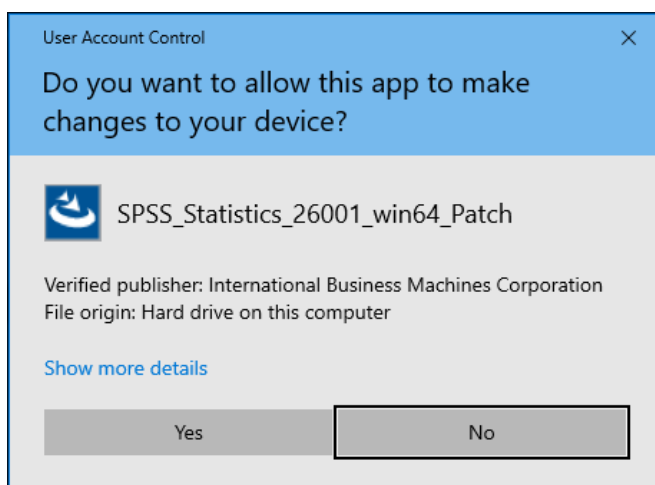 User Account Control
Do you want to allow this app to make
changes to your device?
SPSS_Statistics_26001_win64_Patch
Verified publisher: International Business Machines Corporation
File origin: Hard drive on this computer
Show more details
Yes
No